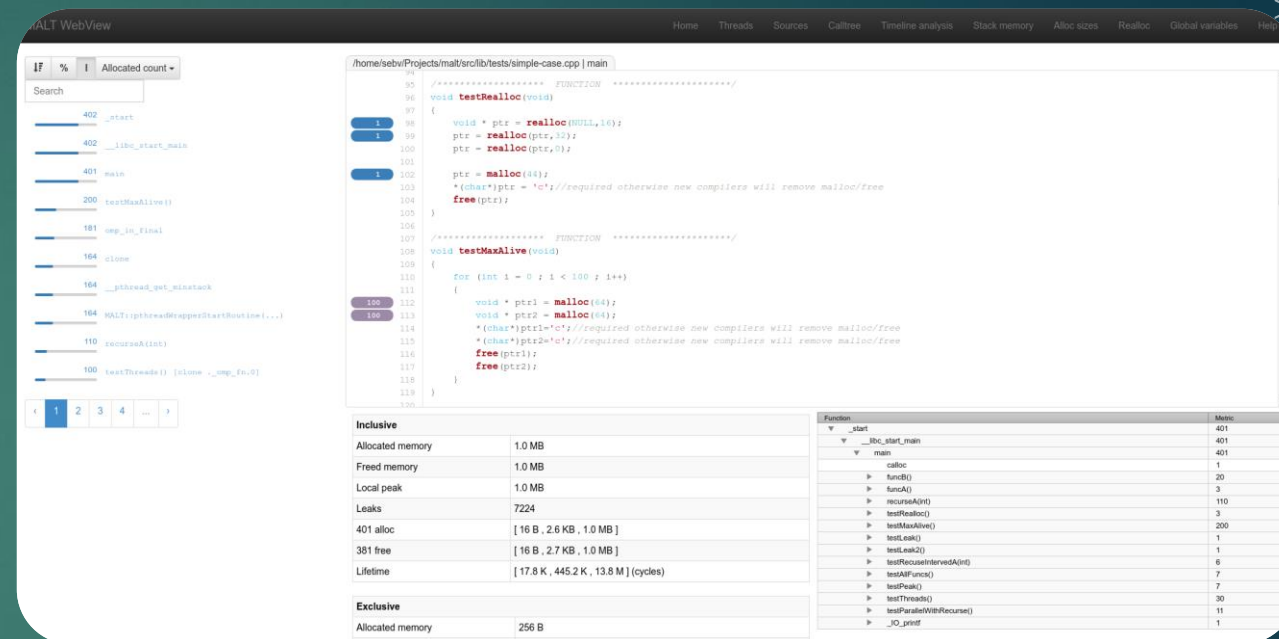 MALT WebView
Home Threads Sources Calltree Timeline analysis Stack memory Alloc sizes Realloc Global variables Help
% I Allocated count
Search
402 _start
402 __libc_start_main
401 main
200 testMaxAlive()
181 omp_in_final
164 clone
164 __pthread_get_minstack
164 MALT::pthreadWrapperStartRoutine(...)
110 recurseA(int)
100 testThreads() [clone ._omp_fn.0]
‹ 1 2 3 4 ... ›
/home/sebv/Projects/malt/src/lib/tests/simple-case.cpp | main
94
95 /******************* FUNCTION *********************/
96 void testRealloc(void)
97 {
1 98 void * ptr = realloc(NULL,16);
1 99 ptr = realloc(ptr,32);
100 ptr = realloc(ptr,0);
101
1 102 ptr = malloc(44);
103 *(char*)ptr = 'c';//required otherwise new compilers will remove malloc/free
104 free(ptr);
105 }
106
107 /******************* FUNCTION *********************/
108 void testMaxAlive(void)
109 {
110 for (int i = 0 ; i < 100 ; i++)
111 {
100 112 void * ptr1 = malloc(64);
100 113 void * ptr2 = malloc(64);
114 *(char*)ptr1='c';//required otherwise new compilers will remove malloc/free
115 *(char*)ptr2='c';//required otherwise new compilers will remove malloc/free
116 free(ptr1);
117 free(ptr2);
118 }
119 }
120
Inclusive
Allocated memory 1.0 MB
Freed memory 1.0 MB
Local peak 1.0 MB
Leaks 7224
401 alloc [ 16 B , 2.6 KB , 1.0 MB ]
381 free [ 16 B , 2.7 KB , 1.0 MB ]
Lifetime [ 17.8 K , 445.2 K , 13.8 M ] (cycles)
Exclusive
Allocated memory 256 B
Function Metric
_start 401
__libc_start_main 401
main 401
calloc 1
funcB() 20
funcA() 3
recurseA(int) 110
testRealloc() 3
testMaxAlive() 200
testLeak() 1
testLeak2() 1
testRecuseIntervedA(int) 6
testAllFuncs() 7
testPeak() 7
testThreads() 30
testParallelWithRecurse() 11
_IO_printf 1